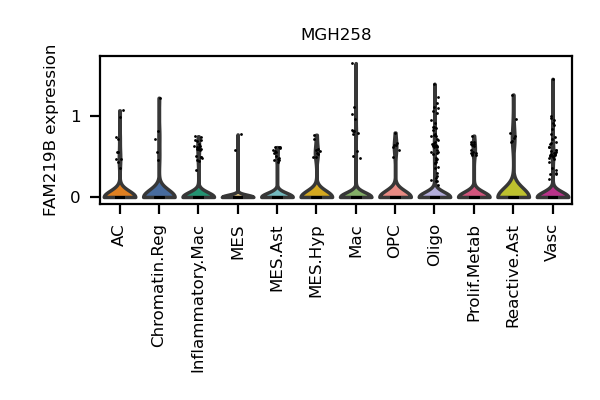 MGH258
FAM219B expression
1
0
AC
Chromatin.Reg
Inflammatory.Mac
MES
MES.Ast
MES.Hyp
Mac
OPC
Oligo
Prolif.Metab
Reactive.Ast
Vasc